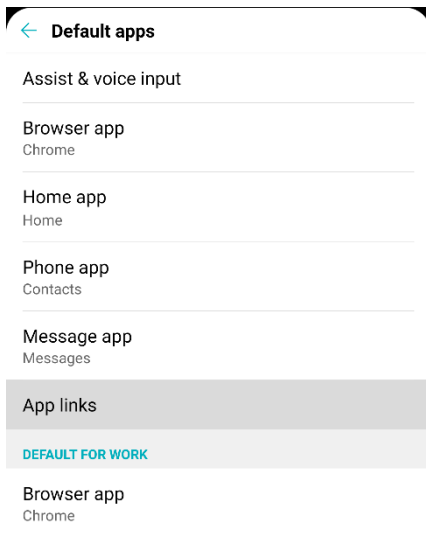 Default apps
Assist & voice input
Browser app
Chrome
Home app
Home
Phone app
Contacts
Message app
Messages
App links
DEFAULT FOR WORK
Browser app
Chrome